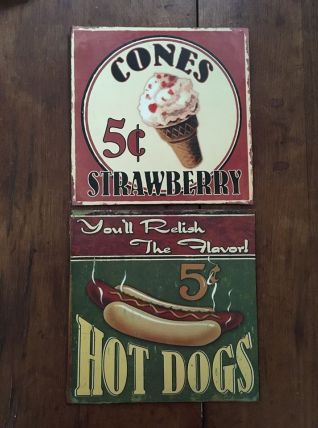 CONES
5¢
STRAWBERRY
You'll Relish
The Flavor!
5¢
HOT DOGS